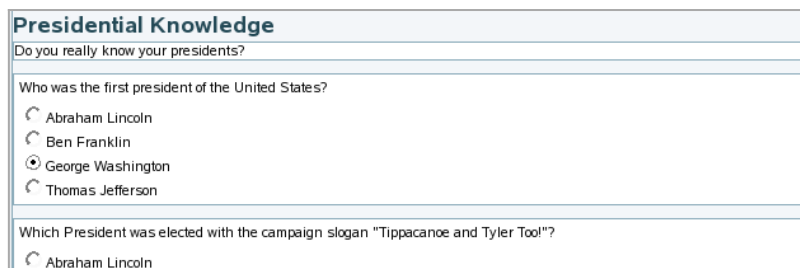 Presidential Knowledge
Do you really know your presidents?
Who was the first president of the United States?
Abraham Lincoln
Ben Franklin
George Washington
Thomas Jefferson
Which President was elected with the campaign slogan "Tippacanoe and Tyler Too!"?
Abraham Lincoln